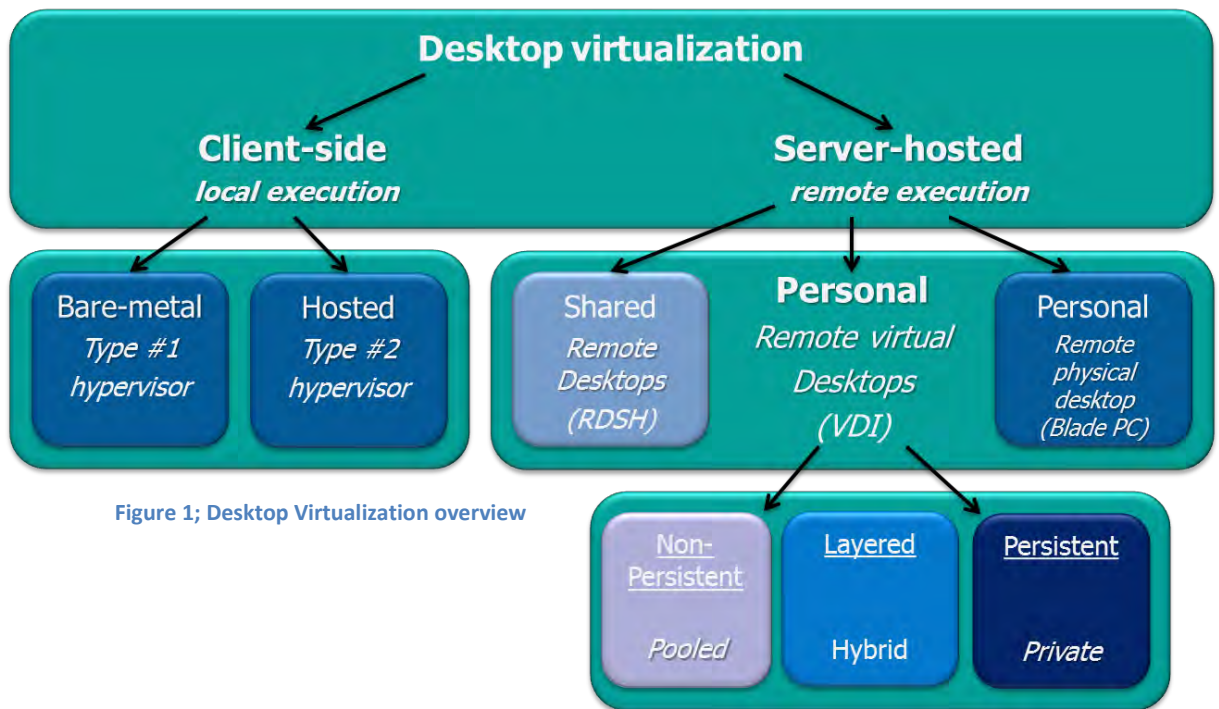 Desktop virtualization
Client-side
local execution
Server-hosted
remote execution
Bare-metal
Type #1
hypervisor
Hosted
Type #2
hypervisor
Shared
Remote
Desktops
(RDSH)
Personal
Remote virtual
Desktops
(VDI)
Personal
Remote
physical
desktop
(Blade PC)
Figure 1; Desktop Virtualization overview
Non-
Persistent
Pooled
Layered
Hybrid
Persistent
Private